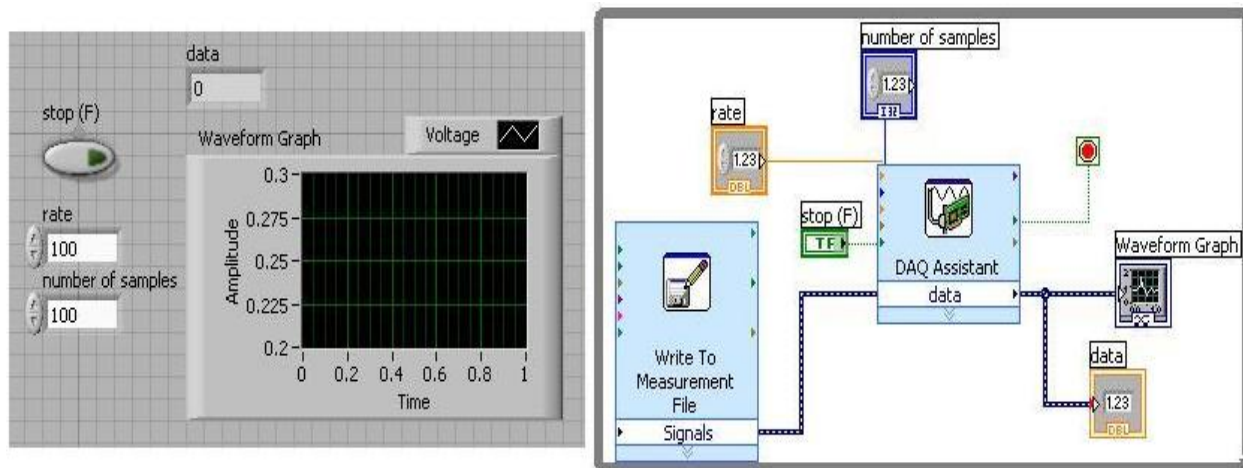 data
0
stop (F)
Waveform Graph
Voltage
rate
100
number of samples
100
Amplitude
0.3
0.275
0.25
0.225
0.2
0 0.2 0.4 0.6 0.8 1
Time
number of samples
1.23
I32
rate
1.23
DBL
stop (F)
TF
DAQ Assistant
data
Write To
Measurement
File
Signals
Waveform Graph
data
1.23
DBL